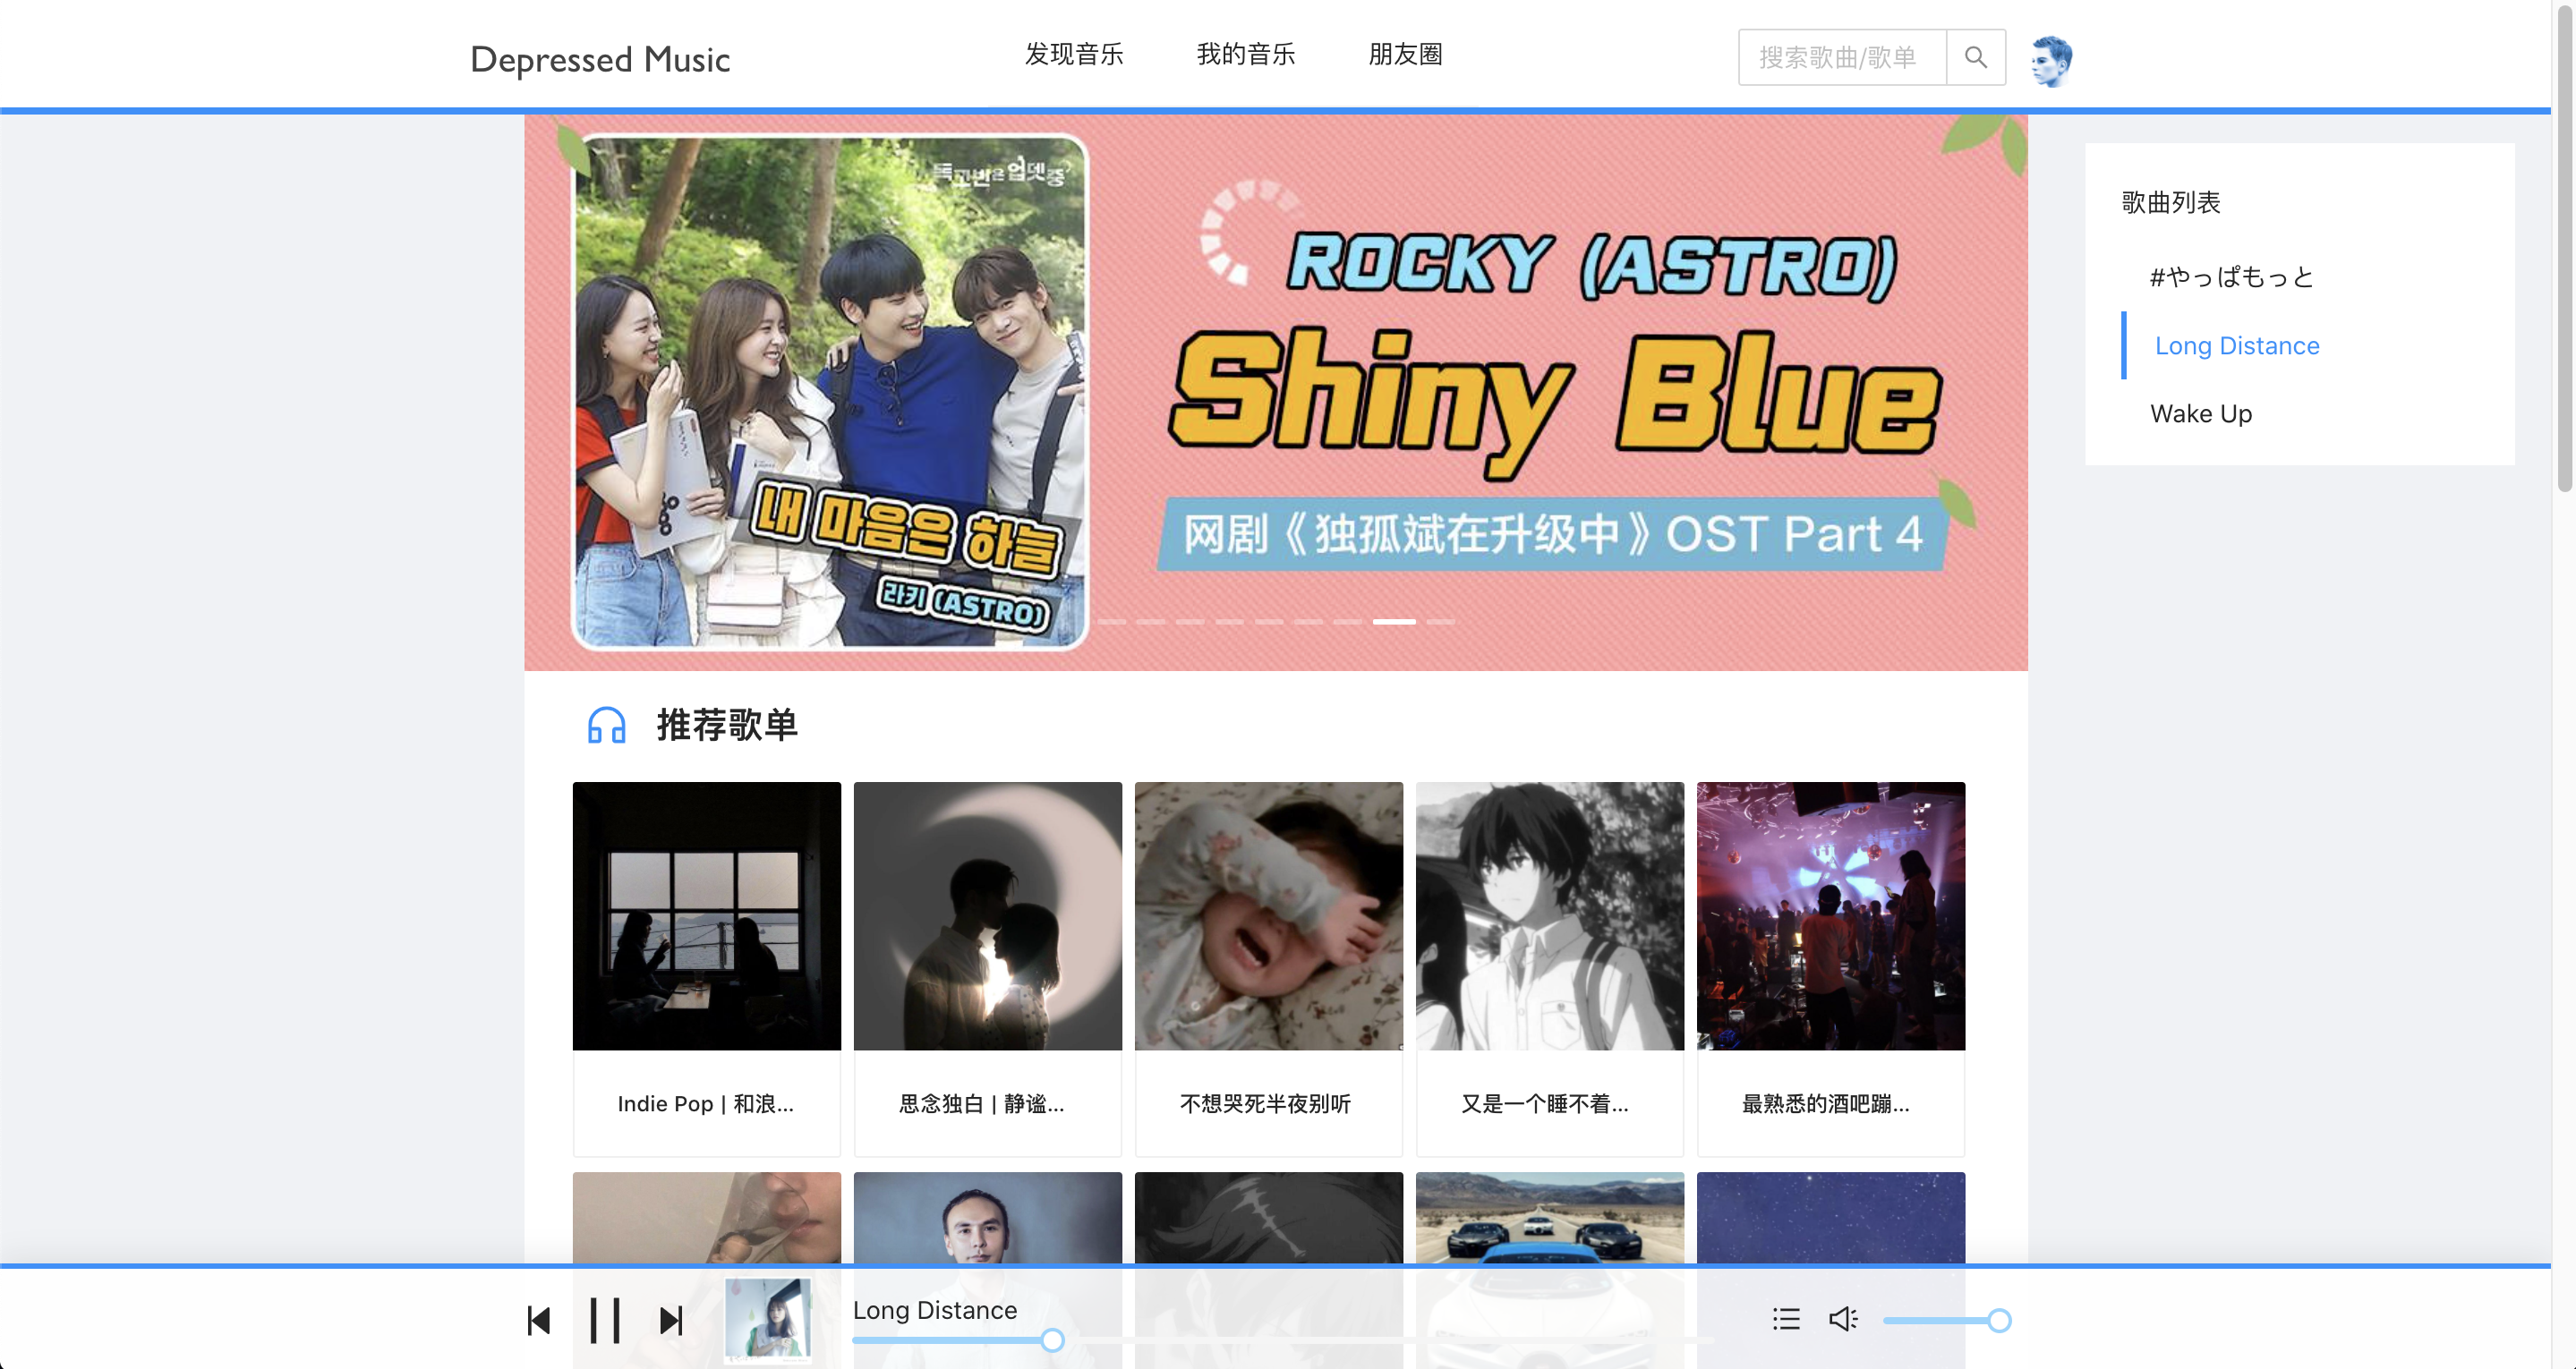 Depressed Music
发现音乐
我的音乐
朋友圈
搜索歌曲/歌单
독고빈은 업뎃중
내 마음은 하늘
라키 (ASTRO)
ROCKY (ASTRO)
Shiny Blue
网剧《独孤斌在升级中》OST Part 4
歌曲列表
#やっぱもっと
Long Distance
Wake Up
推荐歌单
Indie Pop | 和浪...
思念独白 | 静谧...
不想哭死半夜别听
又是一个睡不着...
最熟悉的酒吧蹦...
Long Distance